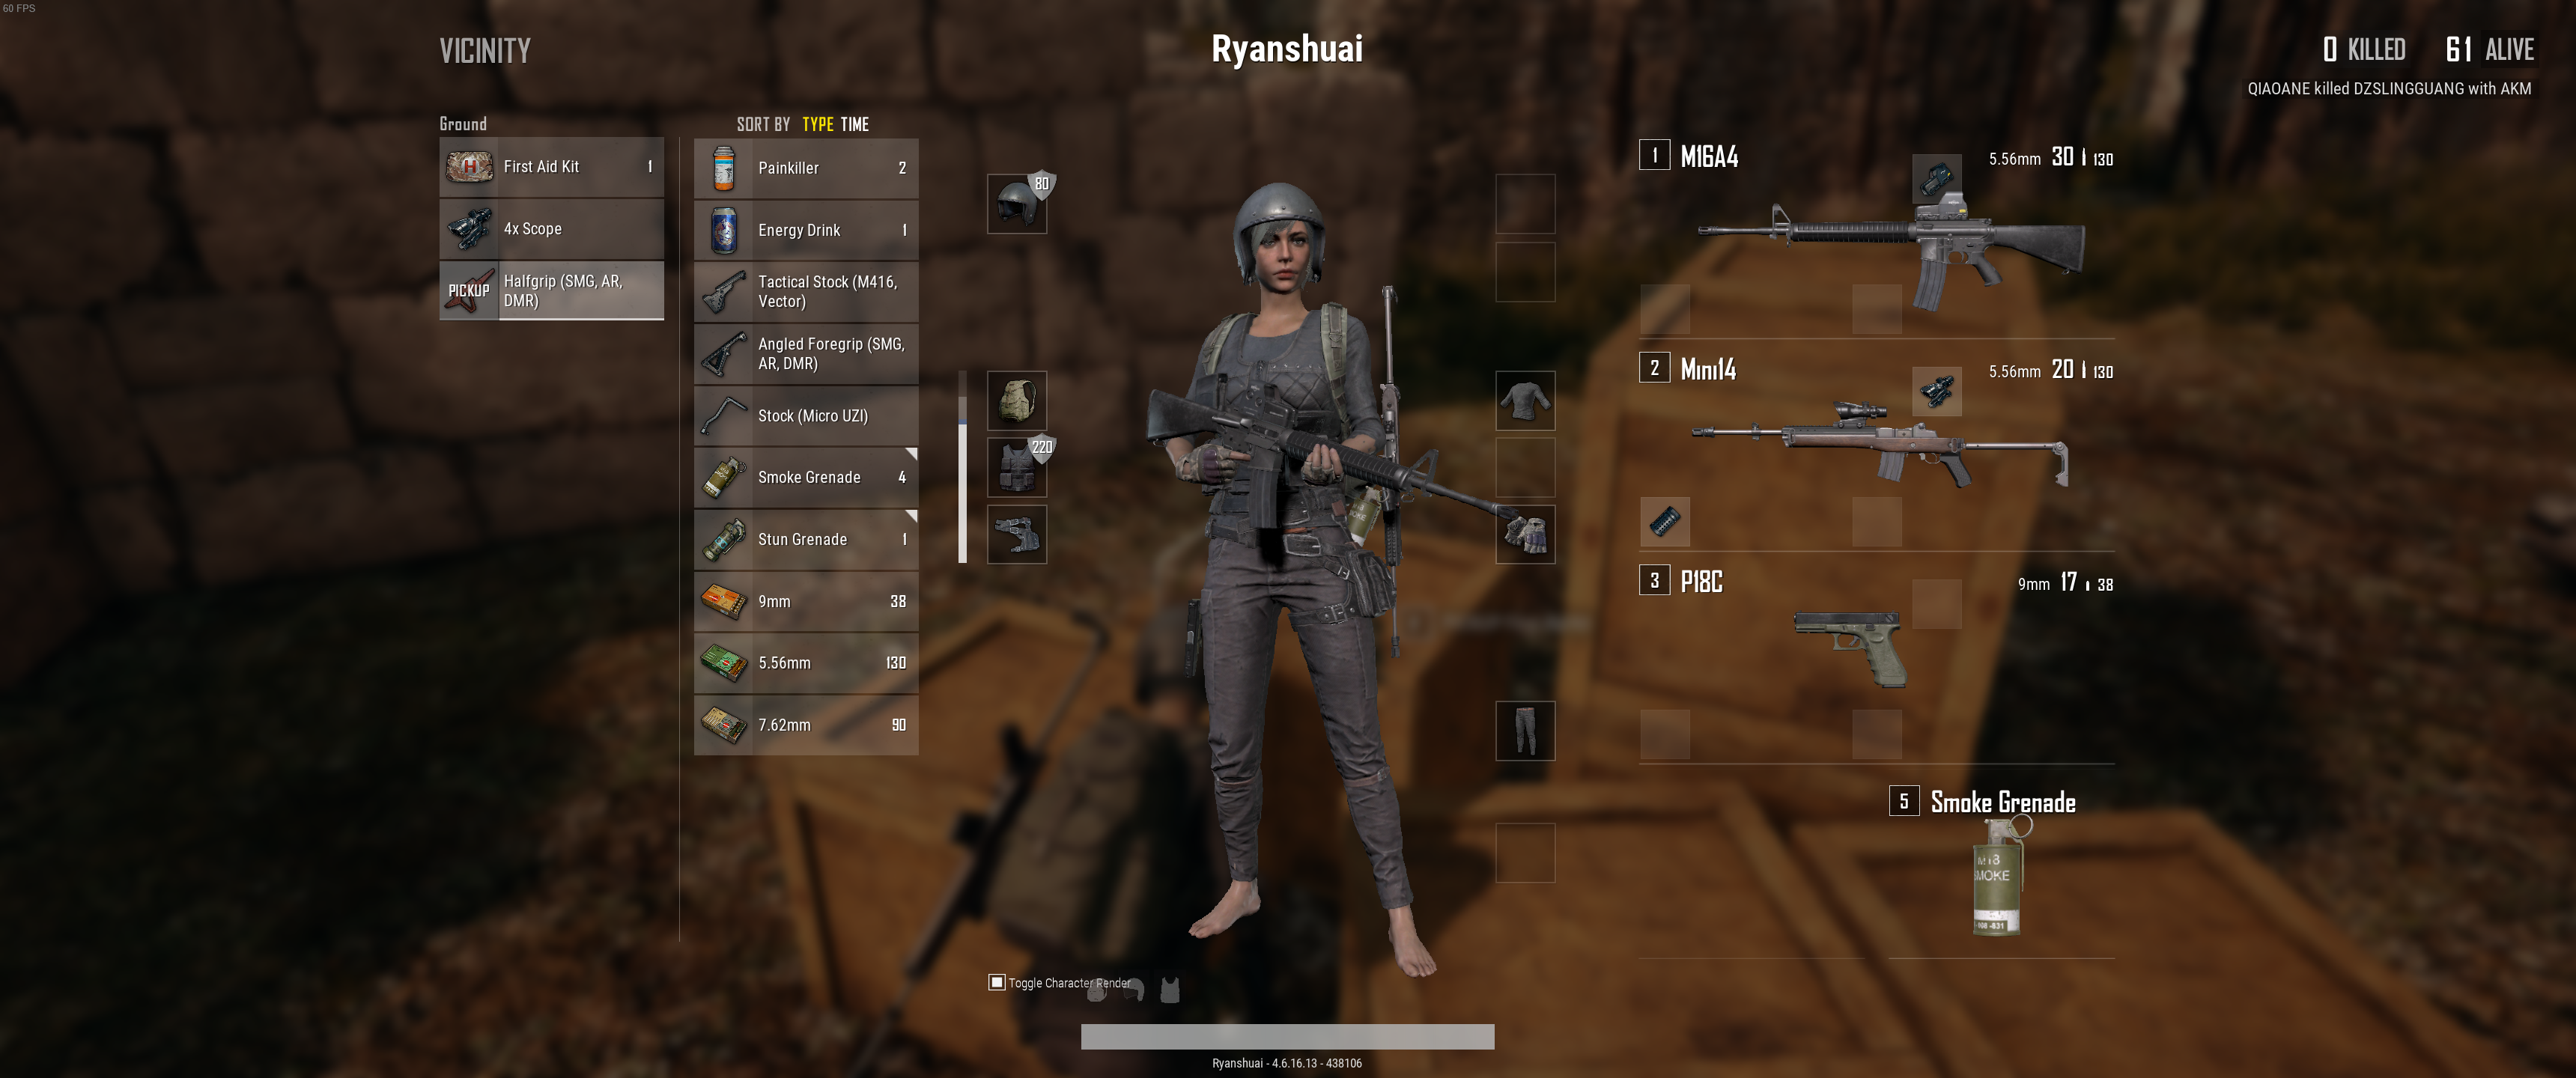 60 FPS
VICINITY
Ryanshuai
0 KILLED 61 ALIVE
QIAOANE killed DZSLINGGUANG with AKM
Ground
First Aid Kit 1
4x Scope
PICKUP
Halfgrip (SMG, AR,
DMR)
SORT BY TYPE TIME
Painkiller 2
Energy Drink 1
Tactical Stock (M416,
Vector)
Angled Foregrip (SMG,
AR, DMR)
Stock (Micro UZI)
Smoke Grenade 4
Stun Grenade 1
9mm 38
5.56mm 130
7.62mm 90
80
220
1 M16A4 5.56mm 30 130
2 Mini14 5.56mm 20 130
3 P18C 9mm 17 38
5 Smoke Grenade
M18
SMOKE
Toggle Character Render
Ryanshuai - 4.6.16.13 - 438106